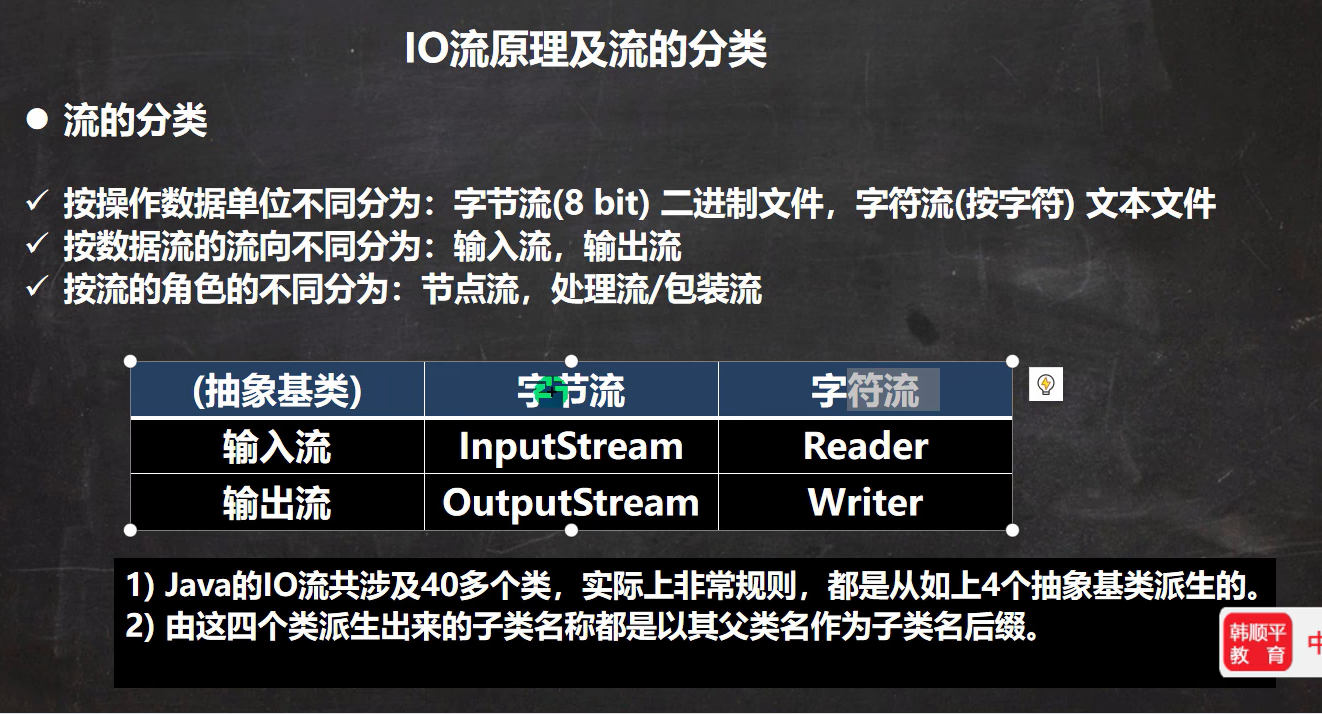 IO流原理及流的分类
流的分类
按操作数据单位不同分为：字节流(8 bit) 二进制文件，字符流(按字符) 文本文件
按数据流的流向不同分为：输入流，输出流
按流的角色的不同分为：节点流，处理流/包装流
(抽象基类) 字节流 字符流
输入流 InputStream Reader
输出流 OutputStream Writer
1) Java的IO流共涉及40多个类，实际上非常规则，都是从如上4个抽象基类派生的。
2) 由这四个类派生出来的子类名称都是以其父类名作为子类名后缀。
韩顺平
教 育